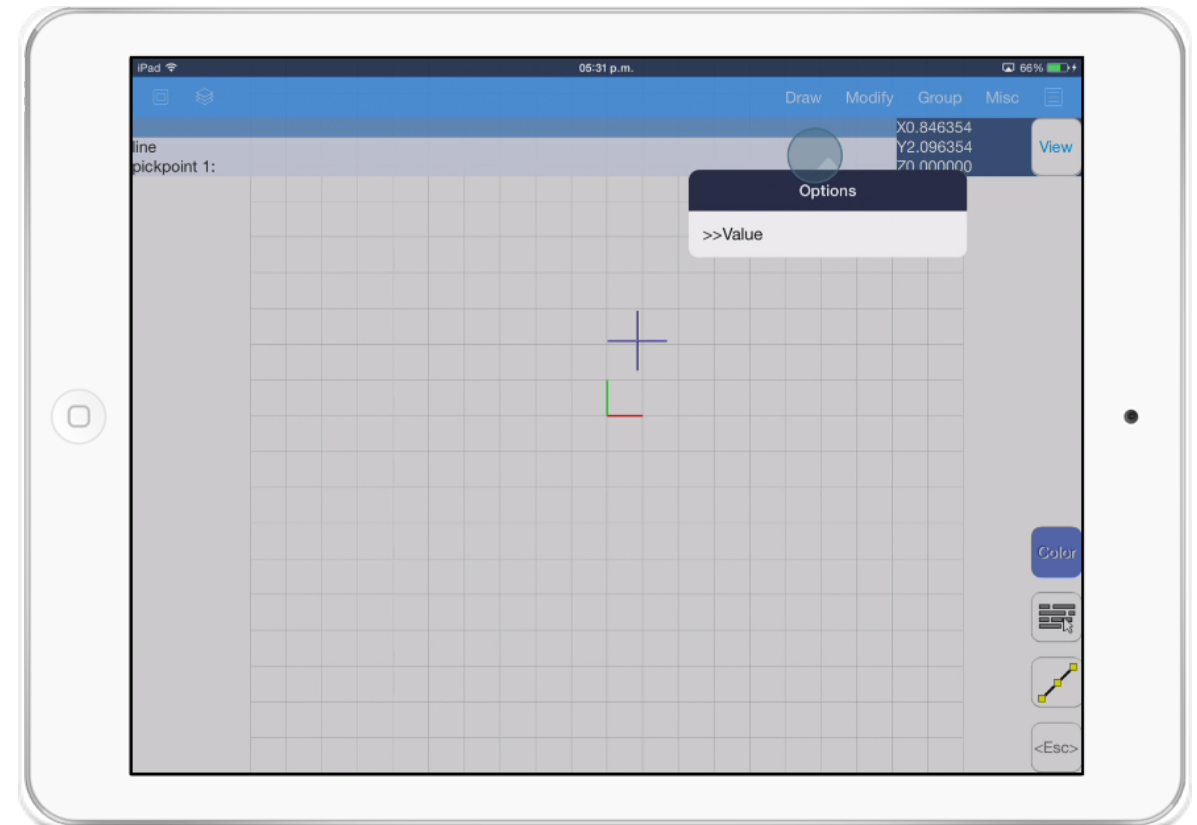 iPad 05:31 p.m. 66%
Draw Modify Group Misc
X0.846354
line
Y2.096354
View
pickpoint 1:
Z0.000000
Options
>>Value
Color
<Esc>